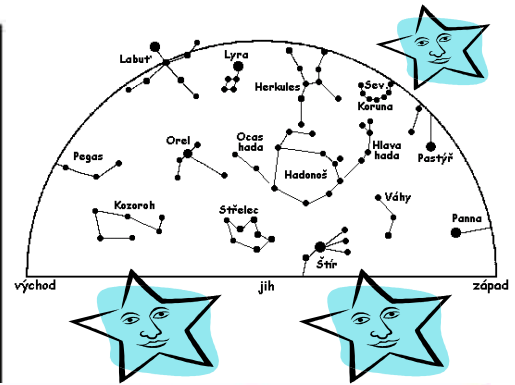 Labuť
Lyra
Herkules
Sev.
Koruna
Orel
Ocas
hada
Hlava
hada
Pastýř
Pegas
Hadonoš
Kozoroh
Střelec
Váhy
Panna
Štír
východ
jih
západ